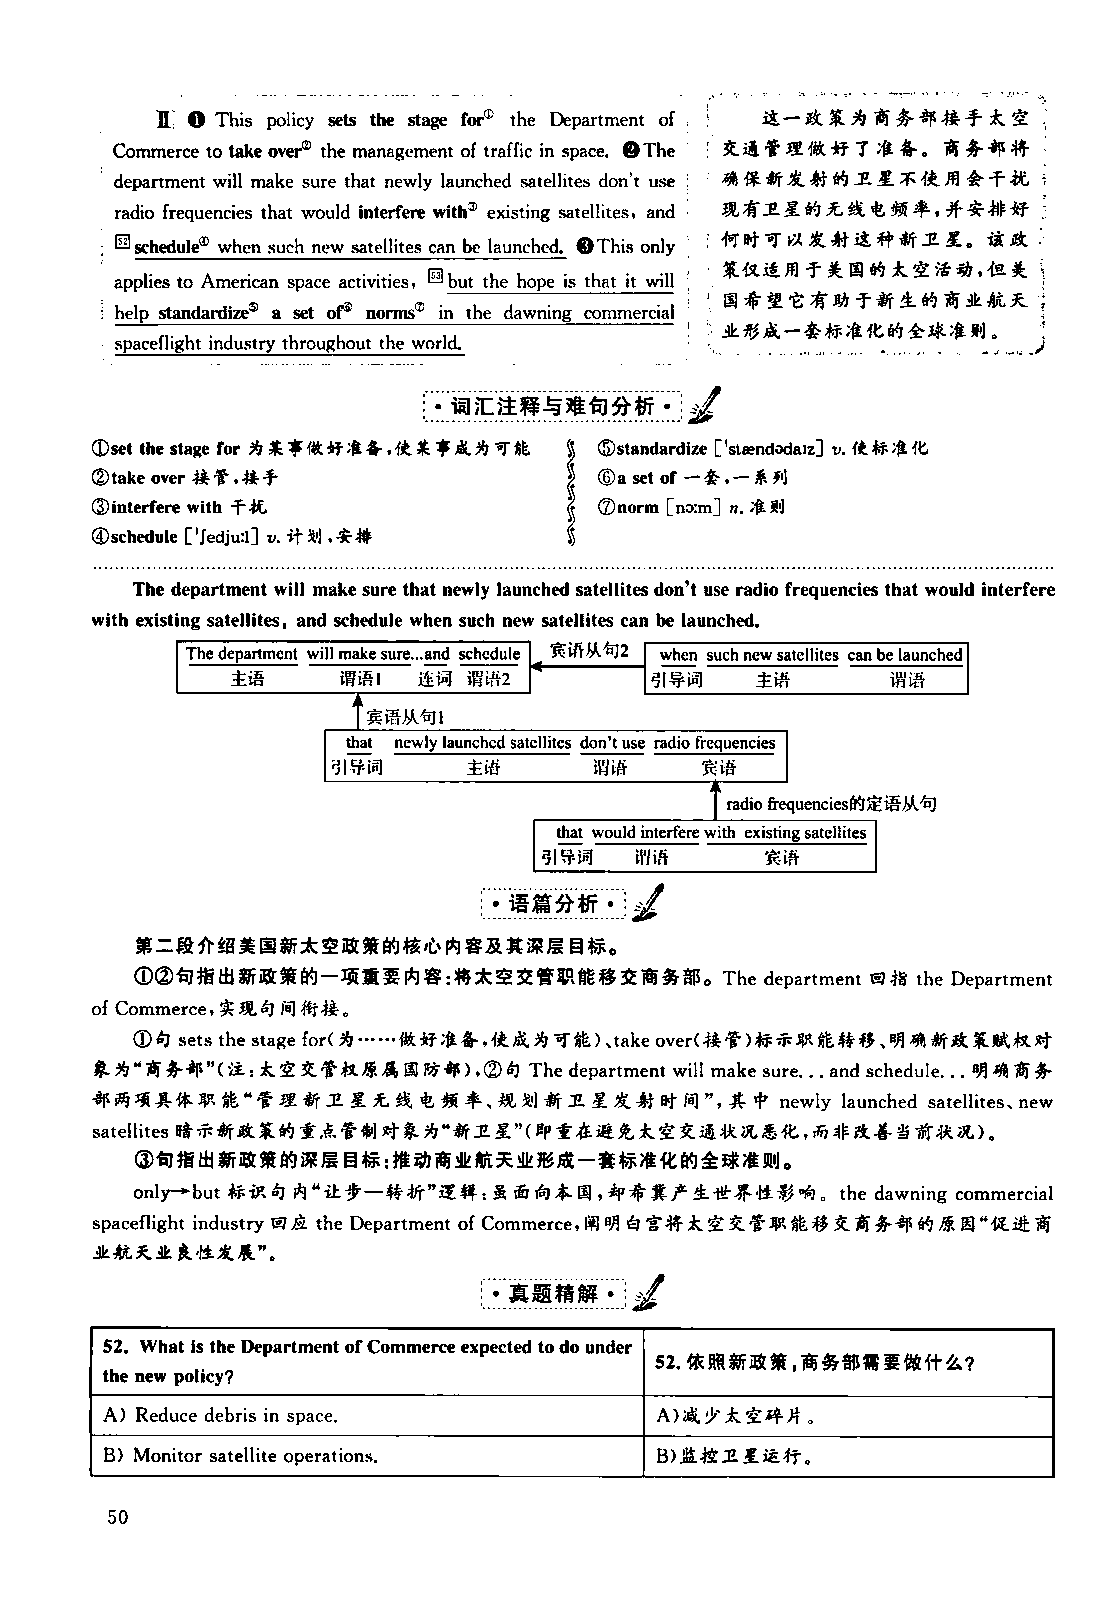 Ⅱ ❶ This policy sets the stage for① the Department of
Commerce to take over② the management of traffic in space. ❷The
department will make sure that newly launched satellites don't use
radio frequencies that would interfere with③ existing satellites, and
52 schedule④ when such new satellites can be launched. ❸This only
applies to American space activities, 53 but the hope is that it will
help standardize⑤ a set of⑥ norms⑦ in the dawning commercial
spaceflight industry throughout the world.
这一政策为商务部接手太空
交通管理做好了准备。商务部将
确保新发射的卫星不使用会干扰
现有卫星的无线电频率,并安排好
何时可以发射这种新卫星。该政
策仅适用于美国的太空活动,但美
国希望它有助于新生的商业航天
业形成一套标准化的全球准则。
·词汇注释与难句分析·
①set the stage for 为某事做好准备,使某事成为可能
②take over 接管,接手
③interfere with 干扰
④schedule [ˈʃedjuːl] v. 计划,安排
⑤standardize [ˈstændədaɪz] v. 使标准化
⑥a set of 一套,一系列
⑦norm [nɔːm] n. 准则
The department will make sure that newly launched satellites don't use radio frequencies that would interfere
with existing satellites, and schedule when such new satellites can be launched.
The department will make sure...and schedule 宾语从句2 when such new satellites can be launched
主语 谓语1 连词 谓语2 引导词 主语 谓语
宾语从句1
that newly launched satellites don't use radio frequencies
引导词 主语 谓语 宾语
radio frequencies的定语从句
that would interfere with existing satellites
引导词 谓语 宾语
·语篇分析·
第二段介绍美国新太空政策的核心内容及其深层目标。
①②句指出新政策的一项重要内容:将太空交管职能移交商务部。The department 回指 the Department
of Commerce,实现句间衔接。
①句 sets the stage for(为……做好准备,使成为可能)、take over(接管)标示职能转移、明确新政策赋权对
象为“商务部”(注:太空交管权原属国防部),②句 The department will make sure... and schedule... 明确商务
部两项具体职能“管理新卫星无线电频率、规划新卫星发射时间”,其中 newly launched satellites、new
satellites 暗示新政策的重点管制对象为“新卫星”(即重在避免太空交通状况恶化,而非改善当前状况)。
③句指出新政策的深层目标:推动商业航天业形成一套标准化的全球准则。
only→but 标识句内“让步—转折”逻辑:虽面向本国,却希冀产生世界性影响。the dawning commercial
spaceflight industry 回应 the Department of Commerce,阐明白宫将太空交管职能移交商务部的原因“促进商
业航天业良性发展”。
·真题精解·
52. What is the Department of Commerce expected to do under
the new policy?
52. 依照新政策,商务部需要做什么?
A) Reduce debris in space.
A)减少太空碎片。
B) Monitor satellite operations.
B)监控卫星运行。
50